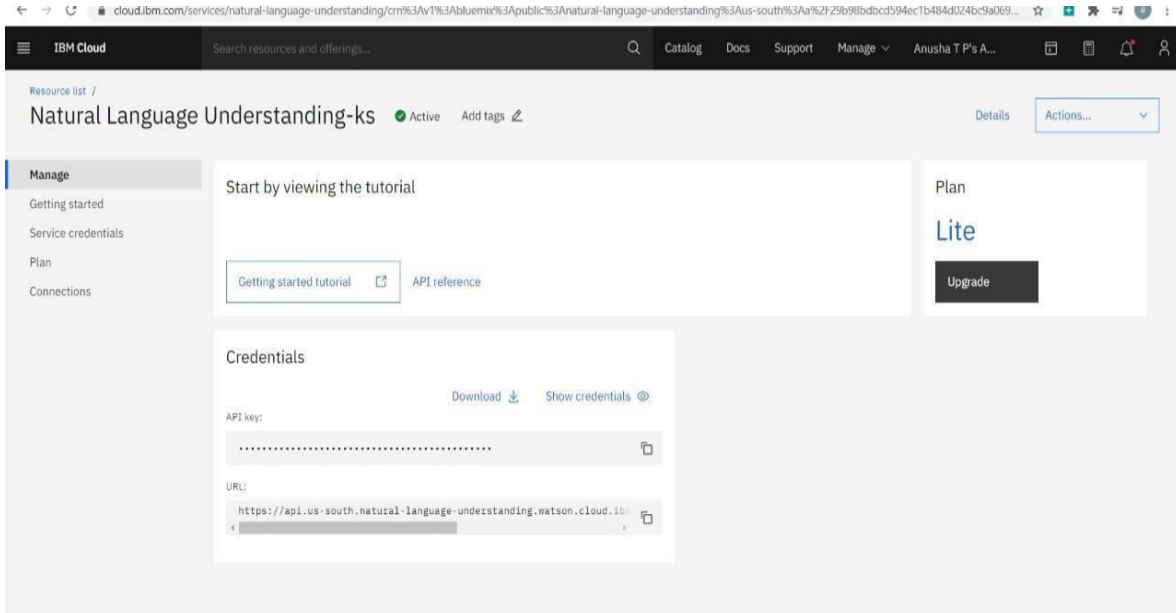 cloud.ibm.com/services/natural-language-understanding/crn%3Av1%3Abluemix%3Apublic%3Anatural-language-understanding%3Aus-south%3Aa%2F29b98bdbcd594ec1b484d024bc9a069...
IBM Cloud Search resources and offerings... Catalog Docs Support Manage Anusha T P's A...
Resource list /
Natural Language Understanding-ks Active Add tags Details Actions...
Manage
Getting started
Service credentials
Plan
Connections
Start by viewing the tutorial
Getting started tutorial API reference
Plan
Lite
Upgrade
Credentials
Download Show credentials
API key:
URL:
https://api.us-south.natural-language-understanding.watson.cloud.ib